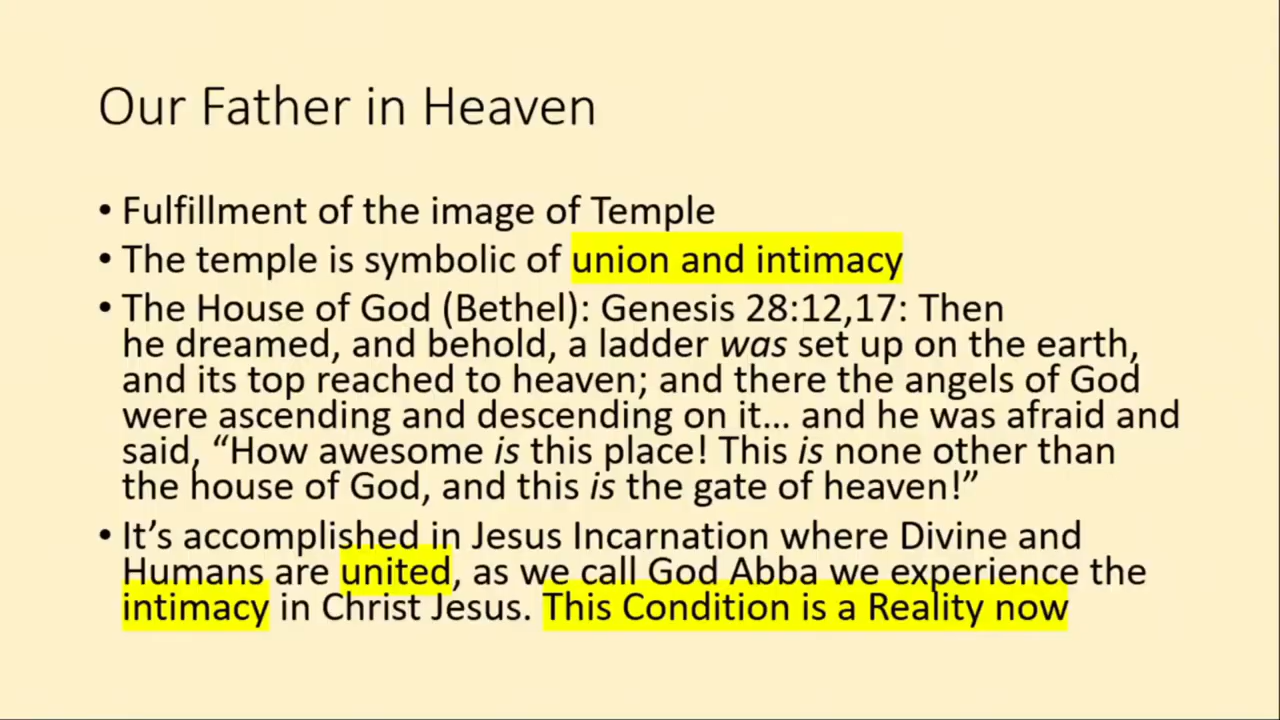 Our Father in Heaven
• Fulfillment of the image of Temple
• The temple is symbolic of union and intimacy
• The House of God (Bethel): Genesis 28:12,17: Then
he dreamed, and behold, a ladder was set up on the earth,
and its top reached to heaven; and there the angels of God
were ascending and descending on it... and he was afraid and
said, “How awesome is this place! This is none other than
the house of God, and this is the gate of heaven!”
• It’s accomplished in Jesus Incarnation where Divine and
Humans are united, as we call God Abba we experience the
intimacy in Christ Jesus. This Condition is a Reality now